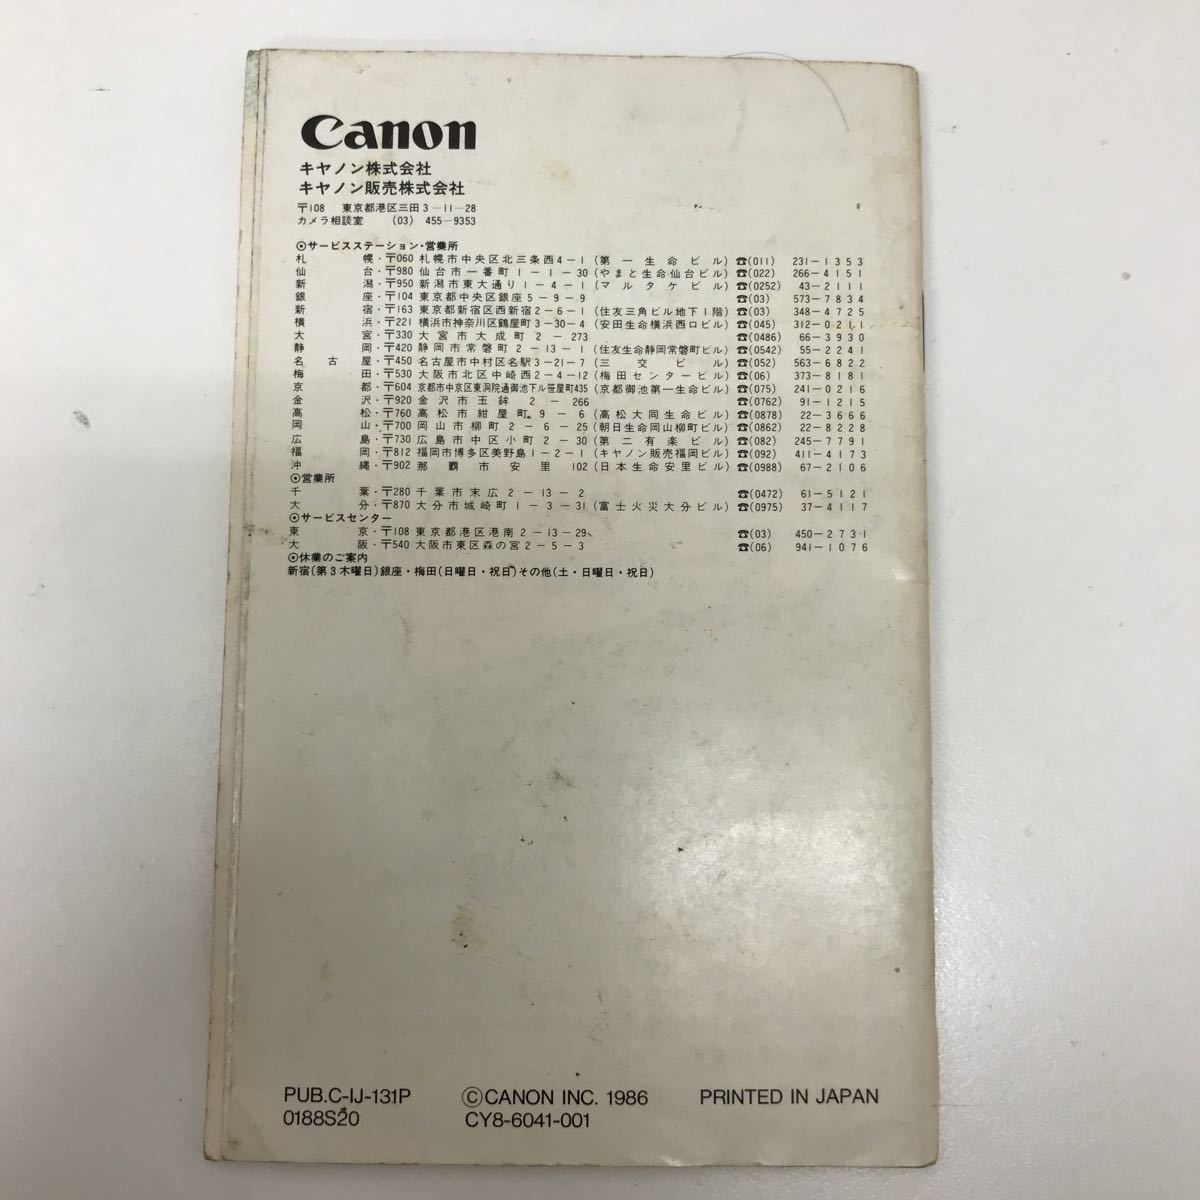 Canon
キヤノン株式会社
キヤノン販売株式会社
〒108 東京都港区三田3-11-28
カメラ相談室 (03) 455-9353
◉サービスステーション・営業所
札幌・〒060 札幌市中央区北三条西4-1 (第一生命ビル) ☎(011) 231-1353
仙台・〒980 仙台市一番町1-1-30 (やまと生命仙台ビル) ☎(022) 266-4151
新潟・〒950 新潟市東大通り1-4-1 (マルタケビル) ☎(0252) 43-2111
銀座・〒104 東京都中央区銀座5-9-9 ☎(03) 573-7834
新宿・〒163 東京都新宿区西新宿2-6-1 (住友三角ビル地下1階) ☎(03) 348-4725
横浜・〒221 横浜市神奈川区鶴屋町3-30-4 (安田生命横浜西口ビル) ☎(045) 312-0211
大宮・〒330 大宮市大成町2-273 ☎(0486) 66-3930
静岡・〒420 静岡市常磐町2-13-1 (住友生命静岡常磐町ビル) ☎(0542) 55-2241
名古屋・〒450 名古屋市中村区名駅3-21-7 (三交ビル) ☎(052) 563-6822
梅田・〒530 大阪市北区中崎西2-4-12 (梅田センタービル) ☎(06) 373-8181
京都・〒604 京都市中京区東洞院通御池下ル笹屋町435 (京都御池第一生命ビル) ☎(075) 241-0216
金沢・〒920 金沢市玉鉾2-266 ☎(0762) 91-1215
高松・〒760 高松市紺屋町9-6 (高松大同生命ビル) ☎(0878) 22-3666
岡山・〒700 岡山市柳町2-6-25 (朝日生命岡山柳町ビル) ☎(0862) 22-8228
広島・〒730 広島市中区小町2-30 (第二有楽ビル) ☎(082) 245-7791
福岡・〒812 福岡市博多区美野島1-2-1 (キヤノン販売福岡ビル) ☎(092) 411-4173
沖縄・〒902 那覇市安里102 (日本生命安里ビル) ☎(0988) 67-2106
◉営業所
千葉・〒280 千葉市末広2-13-2 ☎(0472) 61-5121
大分・〒870 大分市城崎町1-3-31 (富士火災大分ビル) ☎(0975) 37-4117
◉サービスセンター
東京・〒108 東京都港区港南2-13-29 ☎(03) 450-2731
大阪・〒540 大阪市東区森の宮2-5-3 ☎(06) 941-1076
◉休業のご案内
新宿(第3木曜日)銀座・梅田(日曜日・祝日)その他(土・日曜日・祝日)
PUB.C-IJ-131P ©CANON INC. 1986 PRINTED IN JAPAN
0188S20 CY8-6041-001